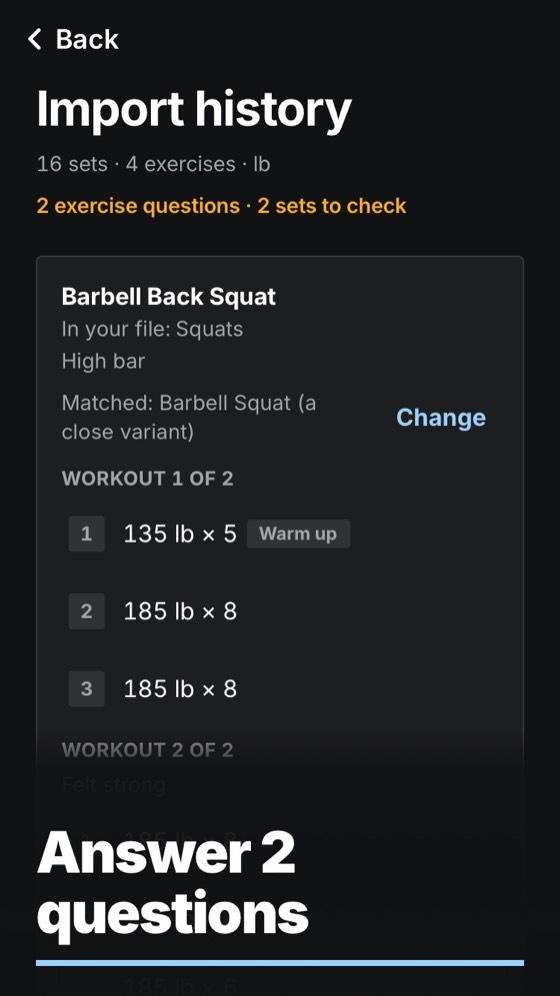 Back
Import history
16 sets · 4 exercises · lb
2 exercise questions · 2 sets to check
Barbell Back Squat
In your file: Squats
High bar
Matched: Barbell Squat (a
close variant)
Change
WORKOUT 1 OF 2
1 135 lb × 5 Warm up
2 185 lb × 8
3 185 lb × 8
WORKOUT 2 OF 2
Felt strong
Answer 2
questions
185 lb × 6